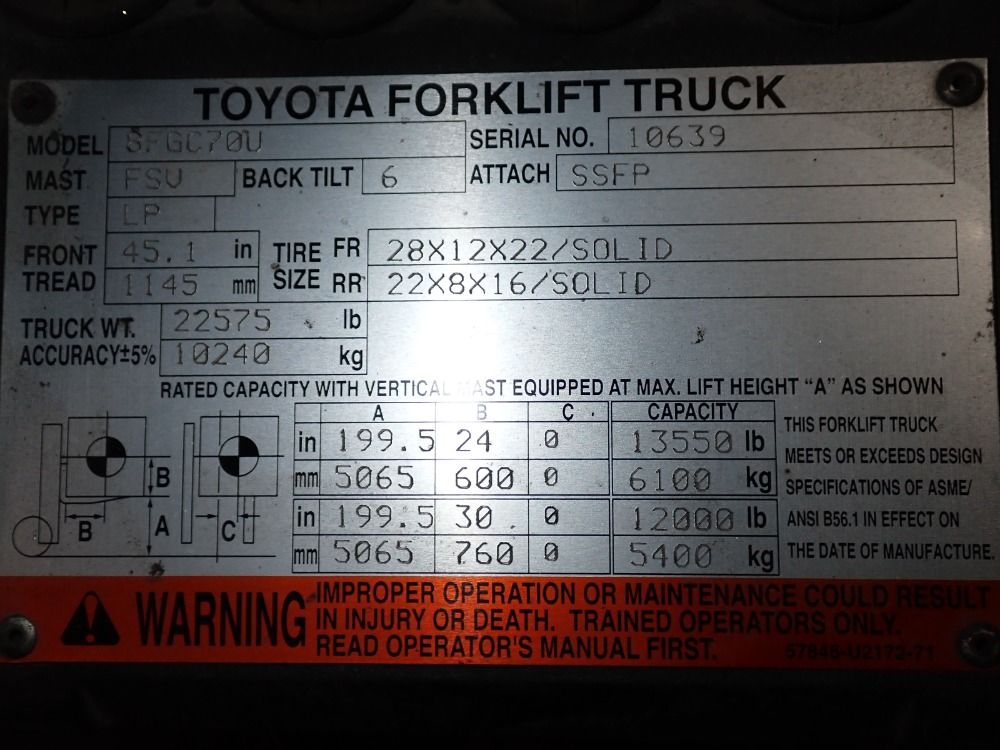 TOYOTA FORKLIFT TRUCK
MODEL 8FGC70U SERIAL NO. 10639
MAST FSV BACK TILT 6 ATTACH SSFP
TYPE LP
FRONT TREAD 45.1 in TIRE SIZE FR 28X12X22/SOLID
1145 mm RR 22X8X16/SOLID
TRUCK WT. 22575 lb
ACCURACY±5% 10240 kg
RATED CAPACITY WITH VERTICAL MAST EQUIPPED AT MAX. LIFT HEIGHT “A” AS SHOWN
A B C CAPACITY
in 199.5 24 0 13550 lb
mm 5065 600 0 6100 kg
in 199.5 30 0 12000 lb
mm 5065 760 0 5400 kg
B
B A C
THIS FORKLIFT TRUCK
MEETS OR EXCEEDS DESIGN
SPECIFICATIONS OF ASME/
ANSI B56.1 IN EFFECT ON
THE DATE OF MANUFACTURE.
WARNING
IMPROPER OPERATION OR MAINTENANCE COULD RESULT
IN INJURY OR DEATH. TRAINED OPERATORS ONLY.
READ OPERATOR'S MANUAL FIRST.
57845-U2172-71